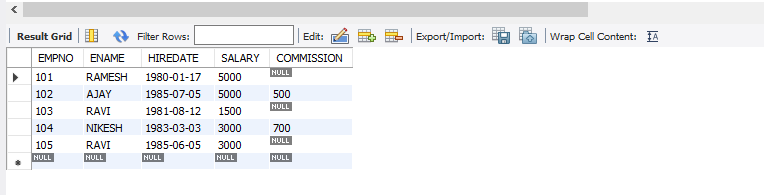 Result Grid Filter Rows: Edit: Export/Import: Wrap Cell Content: IA
EMPNO ENAME HIREDATE SALARY COMMISSION
101 RAMESH 1980-01-17 5000 NULL
102 AJAY 1985-07-05 5000 500
103 RAVI 1981-08-12 1500 NULL
104 NIKESH 1983-03-03 3000 700
105 RAVI 1985-06-05 3000 NULL
NULL NULL NULL NULL NULL